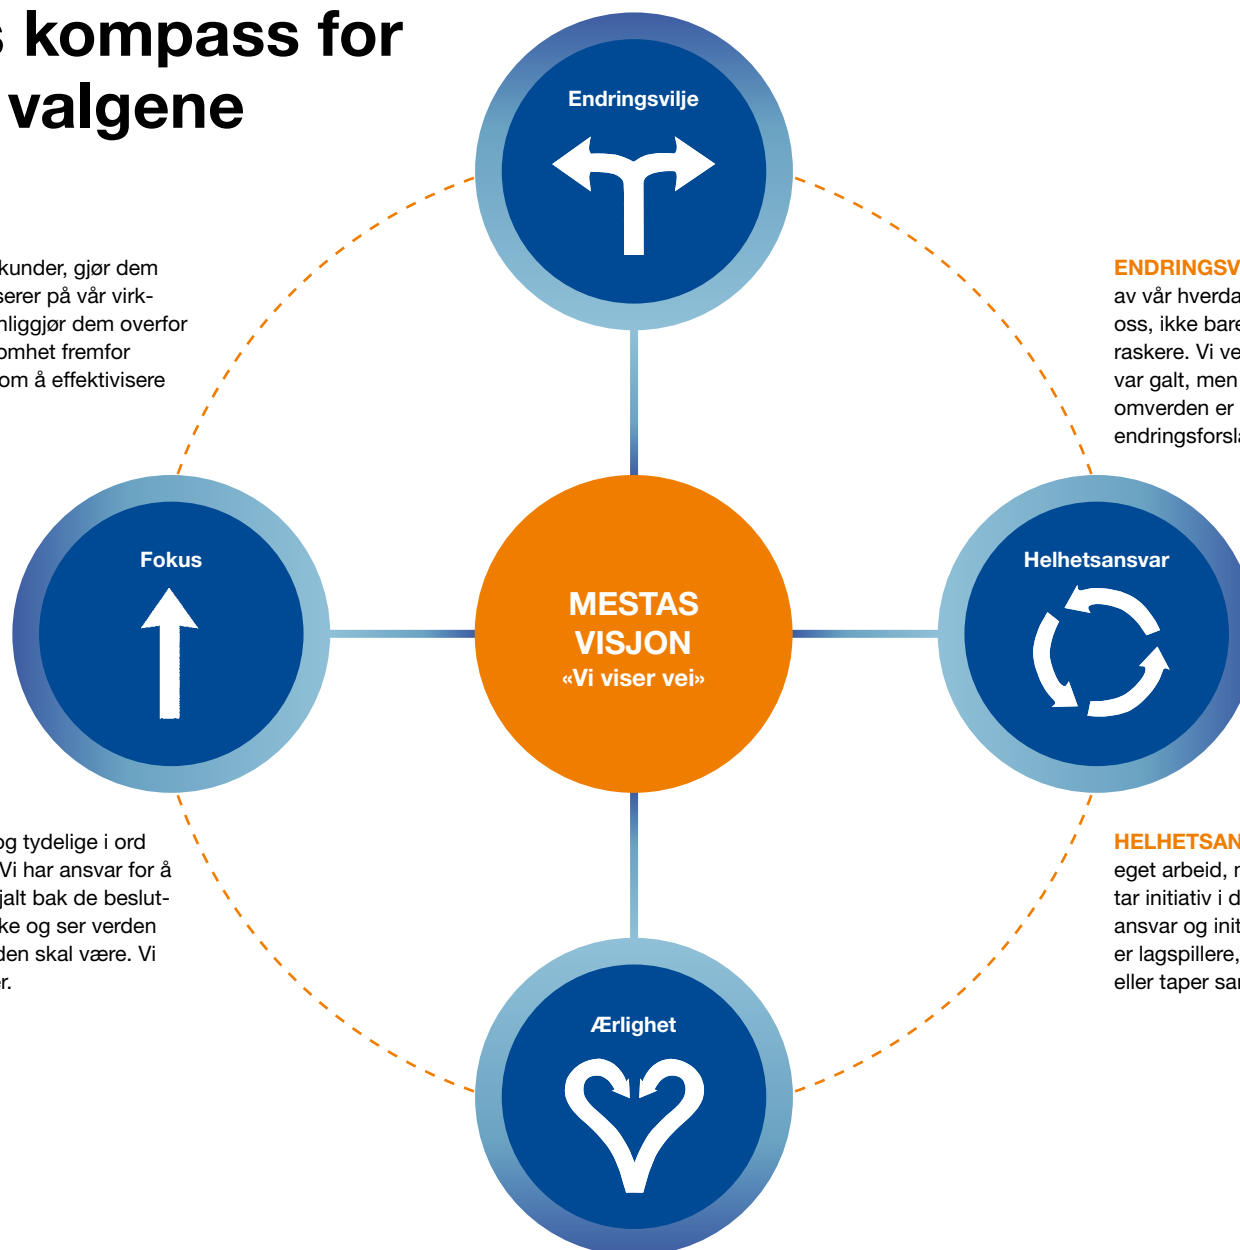 s kompass for
valgene
Endringsvilje
kunder, gjør dem
serer på vår virk-
nliggjør dem overfor
omhet fremfor
om å effektivisere
ENDRINGSV
av vår hverda
oss, ikke bare
raskere. Vi ve
var galt, men
omverden er
endringsforsla
Fokus
MESTAS
VISJON
«Vi viser vei»
Helhetsansvar
og tydelige i ord
Vi har ansvar for å
jalt bak de beslut-
ke og ser verden
den skal være. Vi
er.
HELHETSAN
eget arbeid, m
tar initiativ i d
ansvar og init
er lagspillere,
eller taper sar
Ærlighet